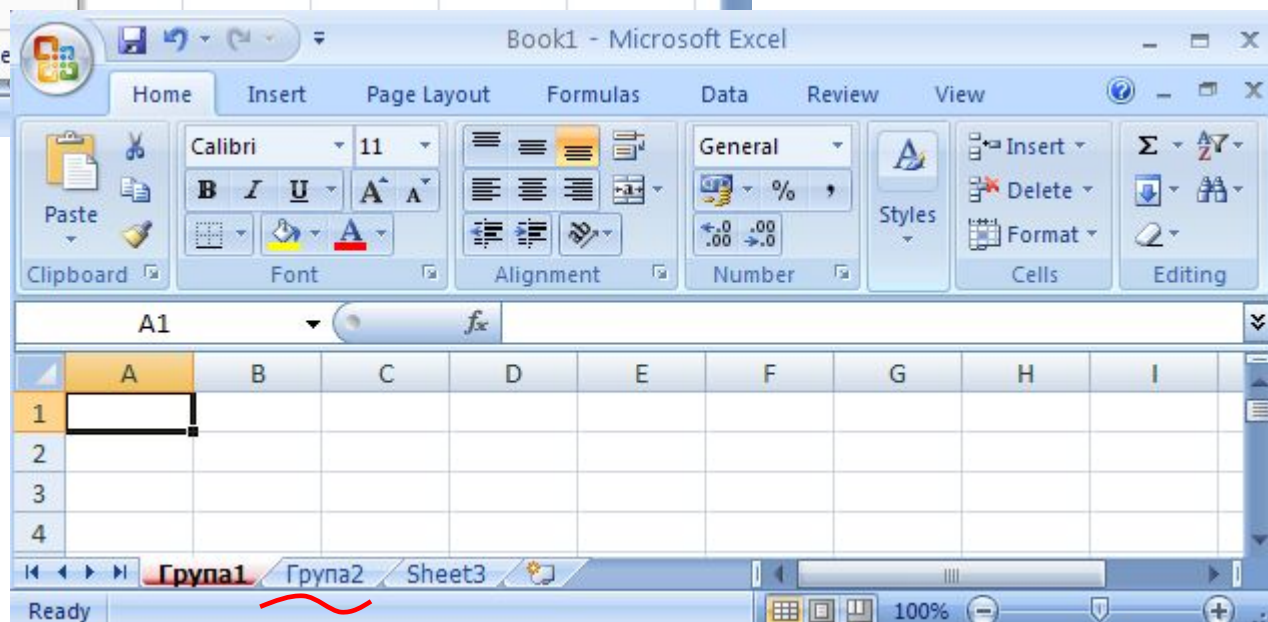 e
Book1 - Microsoft Excel
Home Insert Page Layout Formulas Data Review View
Calibri 11 General Insert
B I U A A % , Delete
Paste Styles Format
Clipboard Font Alignment Number Cells Editing
A1 fx
A B C D E F G H I
1
2
3
4
Група1 Група2 Sheet3
Ready 100%